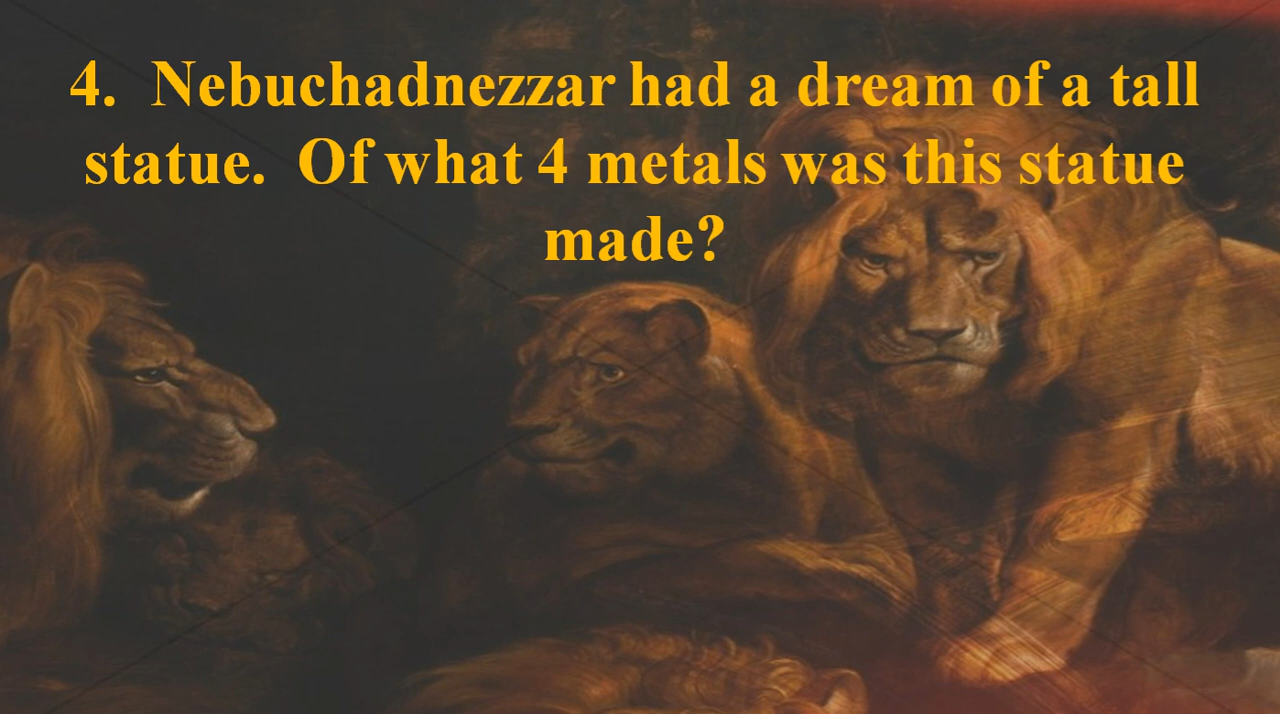 4.  Nebuchadnezzar had a dream of a tall
statue.  Of what 4 metals was this statue
made?